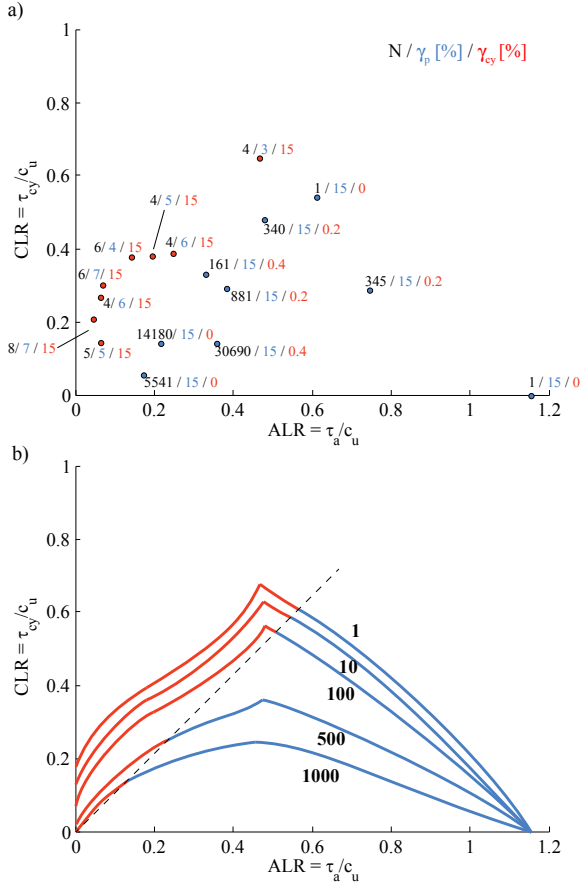 a)
1
N / γp [%] / γcy [%]
0.8
4 / 3 / 15
0.6
1 / 15 / 0
4/ 5 / 15
340 / 15 / 0.2
CLR = τcy/cu
6/ 4 / 15
4/ 6 / 15
0.4
161 / 15 / 0.4
6/ 7/ 15
881 / 15 / 0.2
345 / 15 / 0.2
4/ 6 / 15
0.2
8/ 7 / 15
5/ 5 / 15
14180/ 15 / 0
30690 / 15 / 0.4
5541 / 15 / 0
1 / 15 / 0
0
0 0.2 0.4 0.6 0.8 1 1.2
ALR = τa/cu
b)
1
0.8
CLR = τcy/cu
0.6
1
10
100
0.4
500
0.2
1000
0
0 0.2 0.4 0.6 0.8 1 1.2
ALR = τa/cu